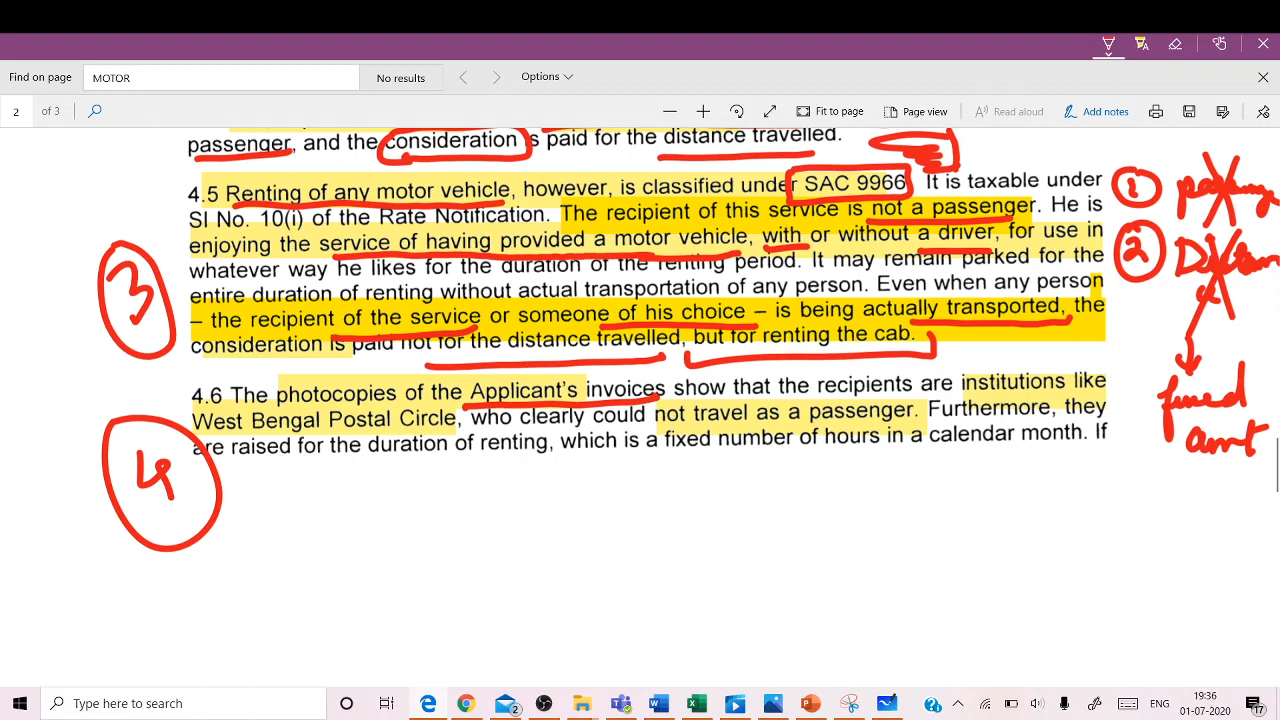 Find on page
MOTOR
No results
Options
2
of 3
Fit to page
Page view
Read aloud
Add notes
passenger, and the consideration is paid for the distance travelled.
4.5 Renting of any motor vehicle, however, is classified under SAC 9966. It is taxable under
Sl No. 10(i) of the Rate Notification. The recipient of this service is not a passenger. He is
enjoying the service of having provided a motor vehicle, with or without a driver, for use in
whatever way he likes for the duration of the renting period. It may remain parked for the
entire duration of renting without actual transportation of any person. Even when any person
– the recipient of the service or someone of his choice – is being actually transported, the
consideration is paid not for the distance travelled, but for renting the cab.
4.6 The photocopies of the Applicant's invoices show that the recipients are institutions like
West Bengal Postal Circle, who clearly could not travel as a passenger. Furthermore, they
are raised for the duration of renting, which is a fixed number of hours in a calendar month. If
1
2
3
4
fixed
amt
Type here to search
2
ENG
19:36
01-07-2020
17